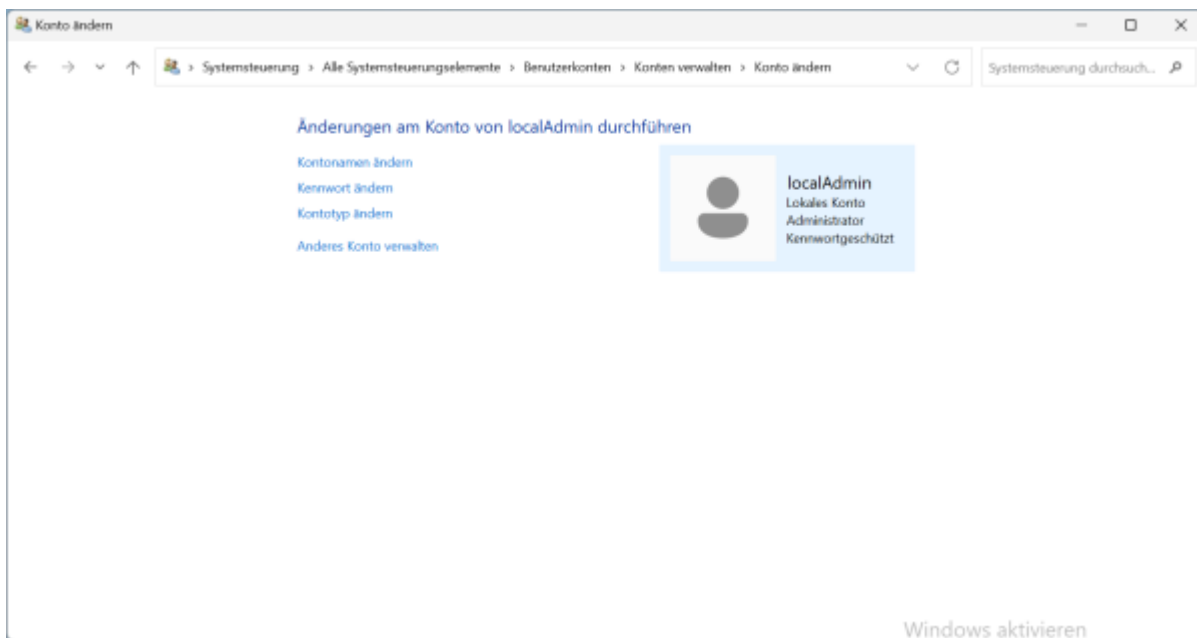 Konto ändern
Systemsteuerung > Alle Systemsteuerungselemente > Benutzerkonten > Konten verwalten > Konto ändern
Systemsteuerung durchsuch...
Änderungen am Konto von localAdmin durchführen
Kontonamen ändern
Kennwort ändern
Kontotyp ändern
Anderes Konto verwalten
localAdmin
Lokales Konto
Administrator
Kennwortgeschützt
Windows aktivieren